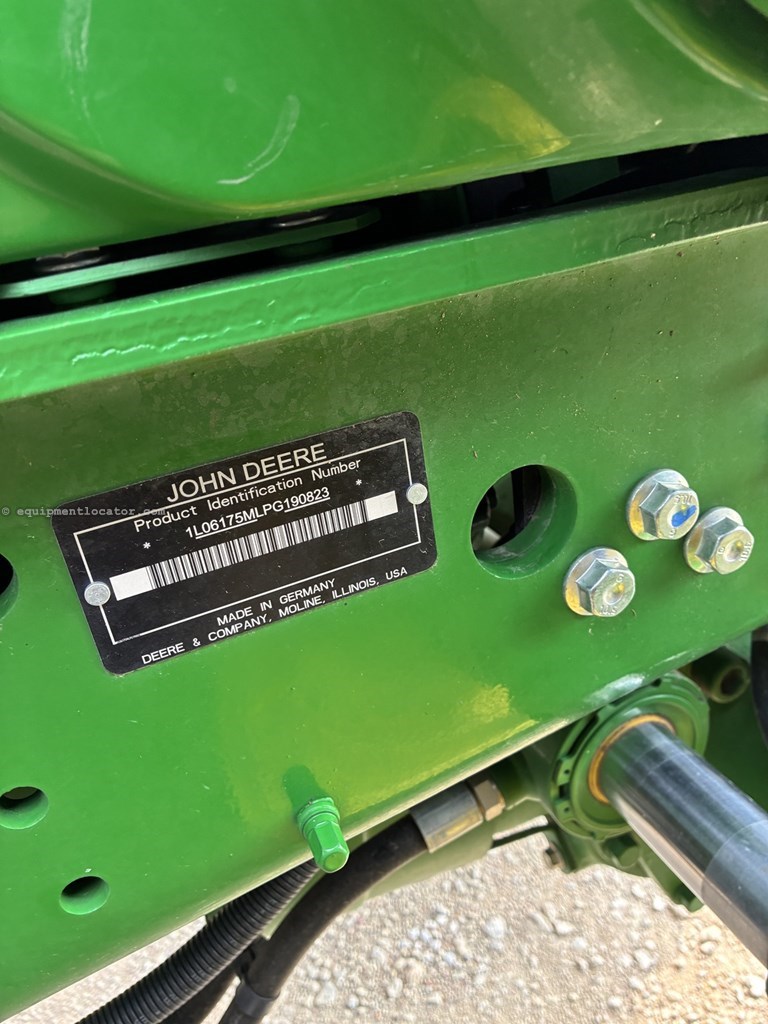 JOHN DEERE
Product Identification Number
* 1L06175MLPG190823 *
MADE IN GERMANY
DEERE & COMPANY, MOLINE, ILLINOIS, USA
© equipmentlocator.com